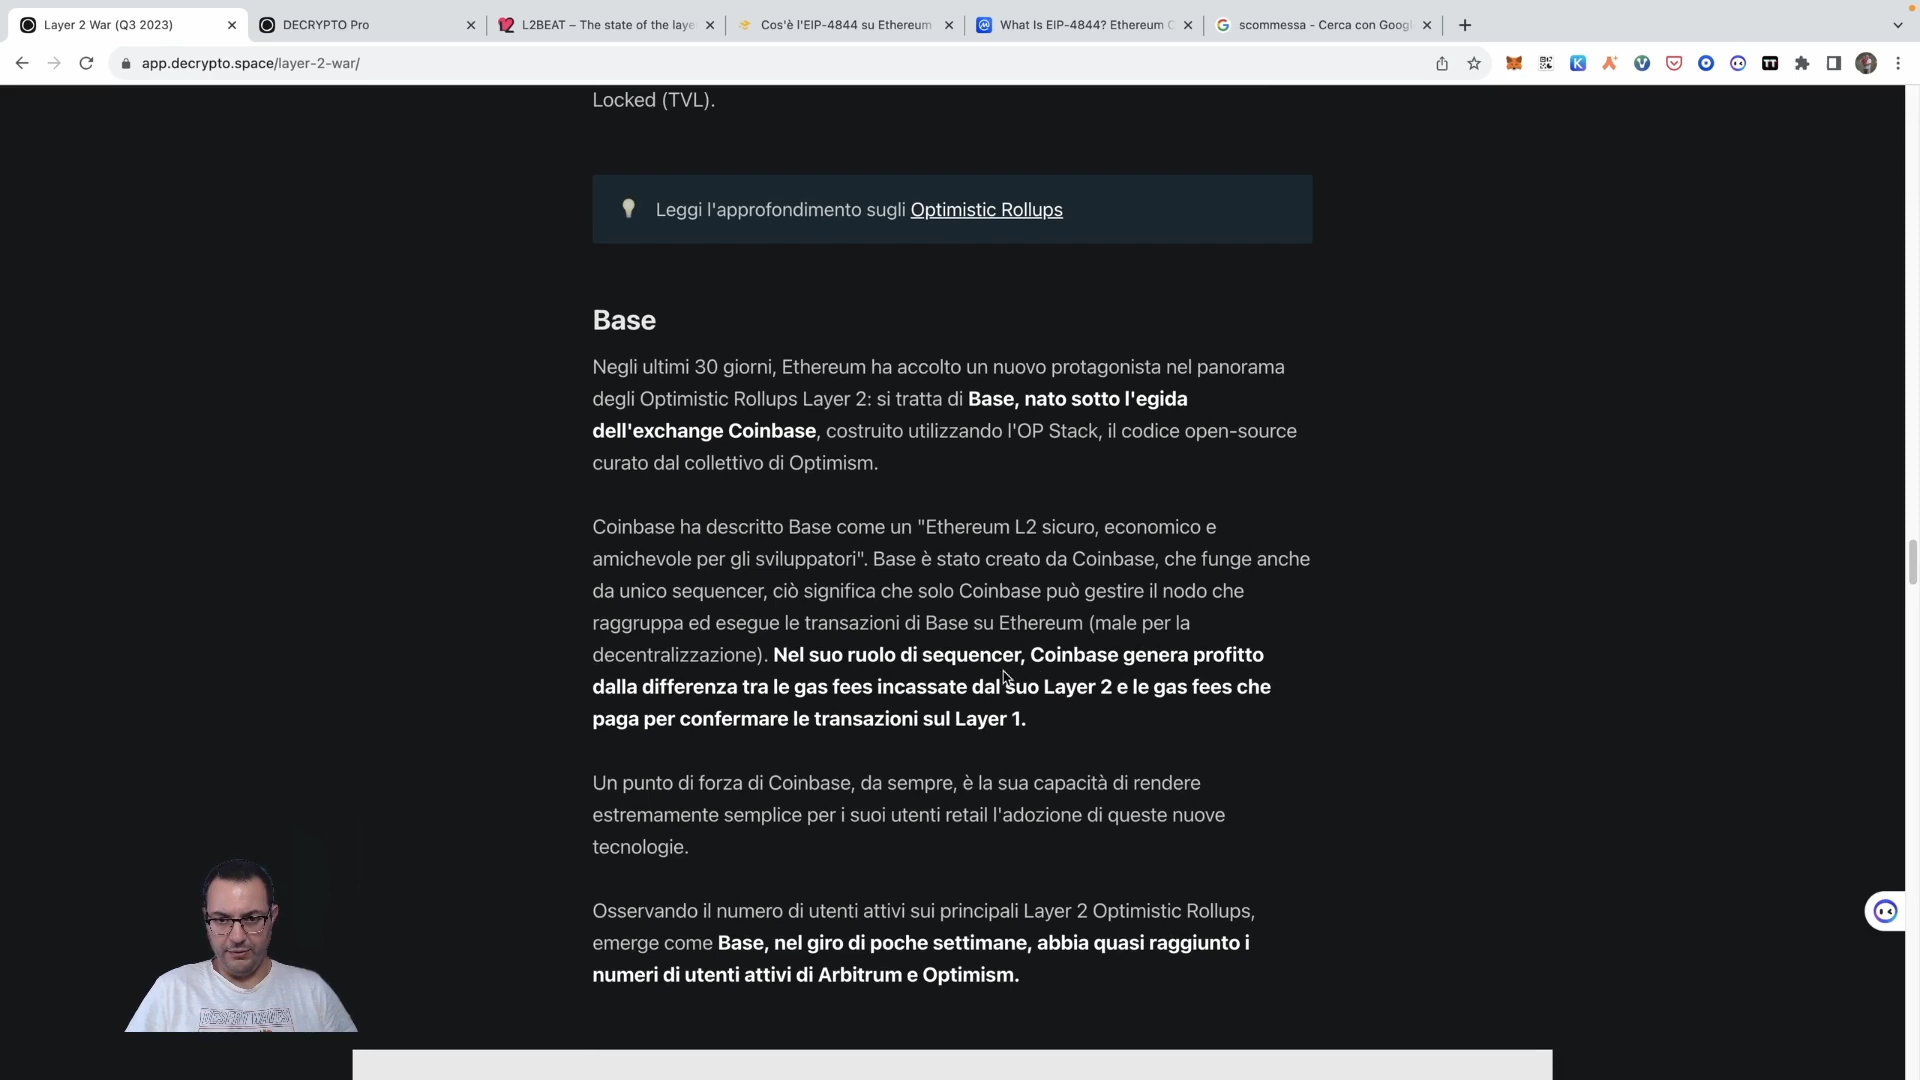 Layer 2 War (Q3 2023)
DECRYPTO Pro
L2BEAT – The state of the laye
Cos'è l'EIP-4844 su Ethereum
What Is EIP-4844? Ethereum C
scommessa - Cerca con Googl
app.decrypto.space/layer-2-war/
Locked (TVL).
Leggi l'approfondimento sugli Optimistic Rollups
Base
Negli ultimi 30 giorni, Ethereum ha accolto un nuovo protagonista nel panorama
degli Optimistic Rollups Layer 2: si tratta di Base, nato sotto l'egida
dell'exchange Coinbase, costruito utilizzando l'OP Stack, il codice open-source
curato dal collettivo di Optimism.
Coinbase ha descritto Base come un "Ethereum L2 sicuro, economico e
amichevole per gli sviluppatori". Base è stato creato da Coinbase, che funge anche
da unico sequencer, ciò significa che solo Coinbase può gestire il nodo che
raggruppa ed esegue le transazioni di Base su Ethereum (male per la
decentralizzazione). Nel suo ruolo di sequencer, Coinbase genera profitto
dalla differenza tra le gas fees incassate dal suo Layer 2 e le gas fees che
paga per confermare le transazioni sul Layer 1.
Un punto di forza di Coinbase, da sempre, è la sua capacità di rendere
estremamente semplice per i suoi utenti retail l'adozione di queste nuove
tecnologie.
Osservando il numero di utenti attivi sui principali Layer 2 Optimistic Rollups,
emerge come Base, nel giro di poche settimane, abbia quasi raggiunto i
numeri di utenti attivi di Arbitrum e Optimism.